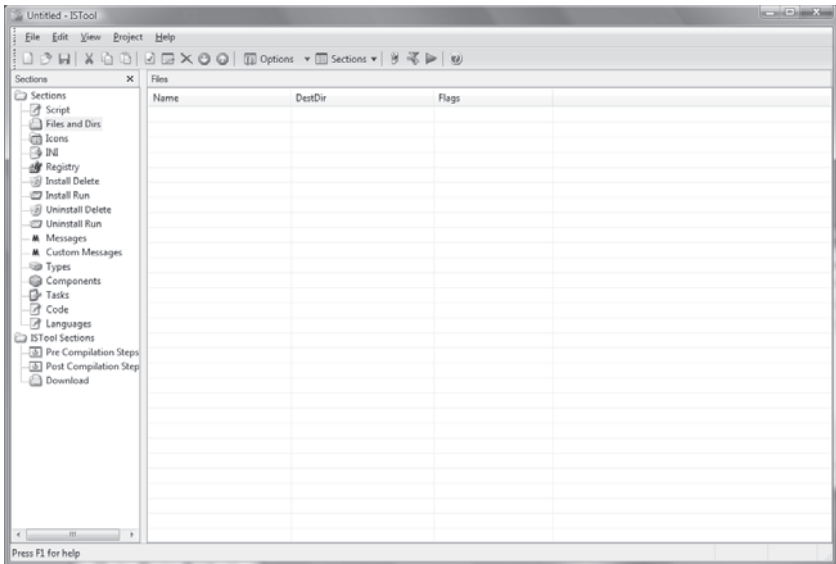 Untitled - ISTool
File Edit View Project Help
Options Sections
Sections
Files
Sections
Script
Files and Dirs
Icons
INI
Registry
Install Delete
Install Run
Uninstall Delete
Uninstall Run
Messages
Custom Messages
Types
Components
Tasks
Code
Languages
ISTool Sections
Pre Compilation Steps
Post Compilation Step
Download
Name DestDir Flags
Press F1 for help